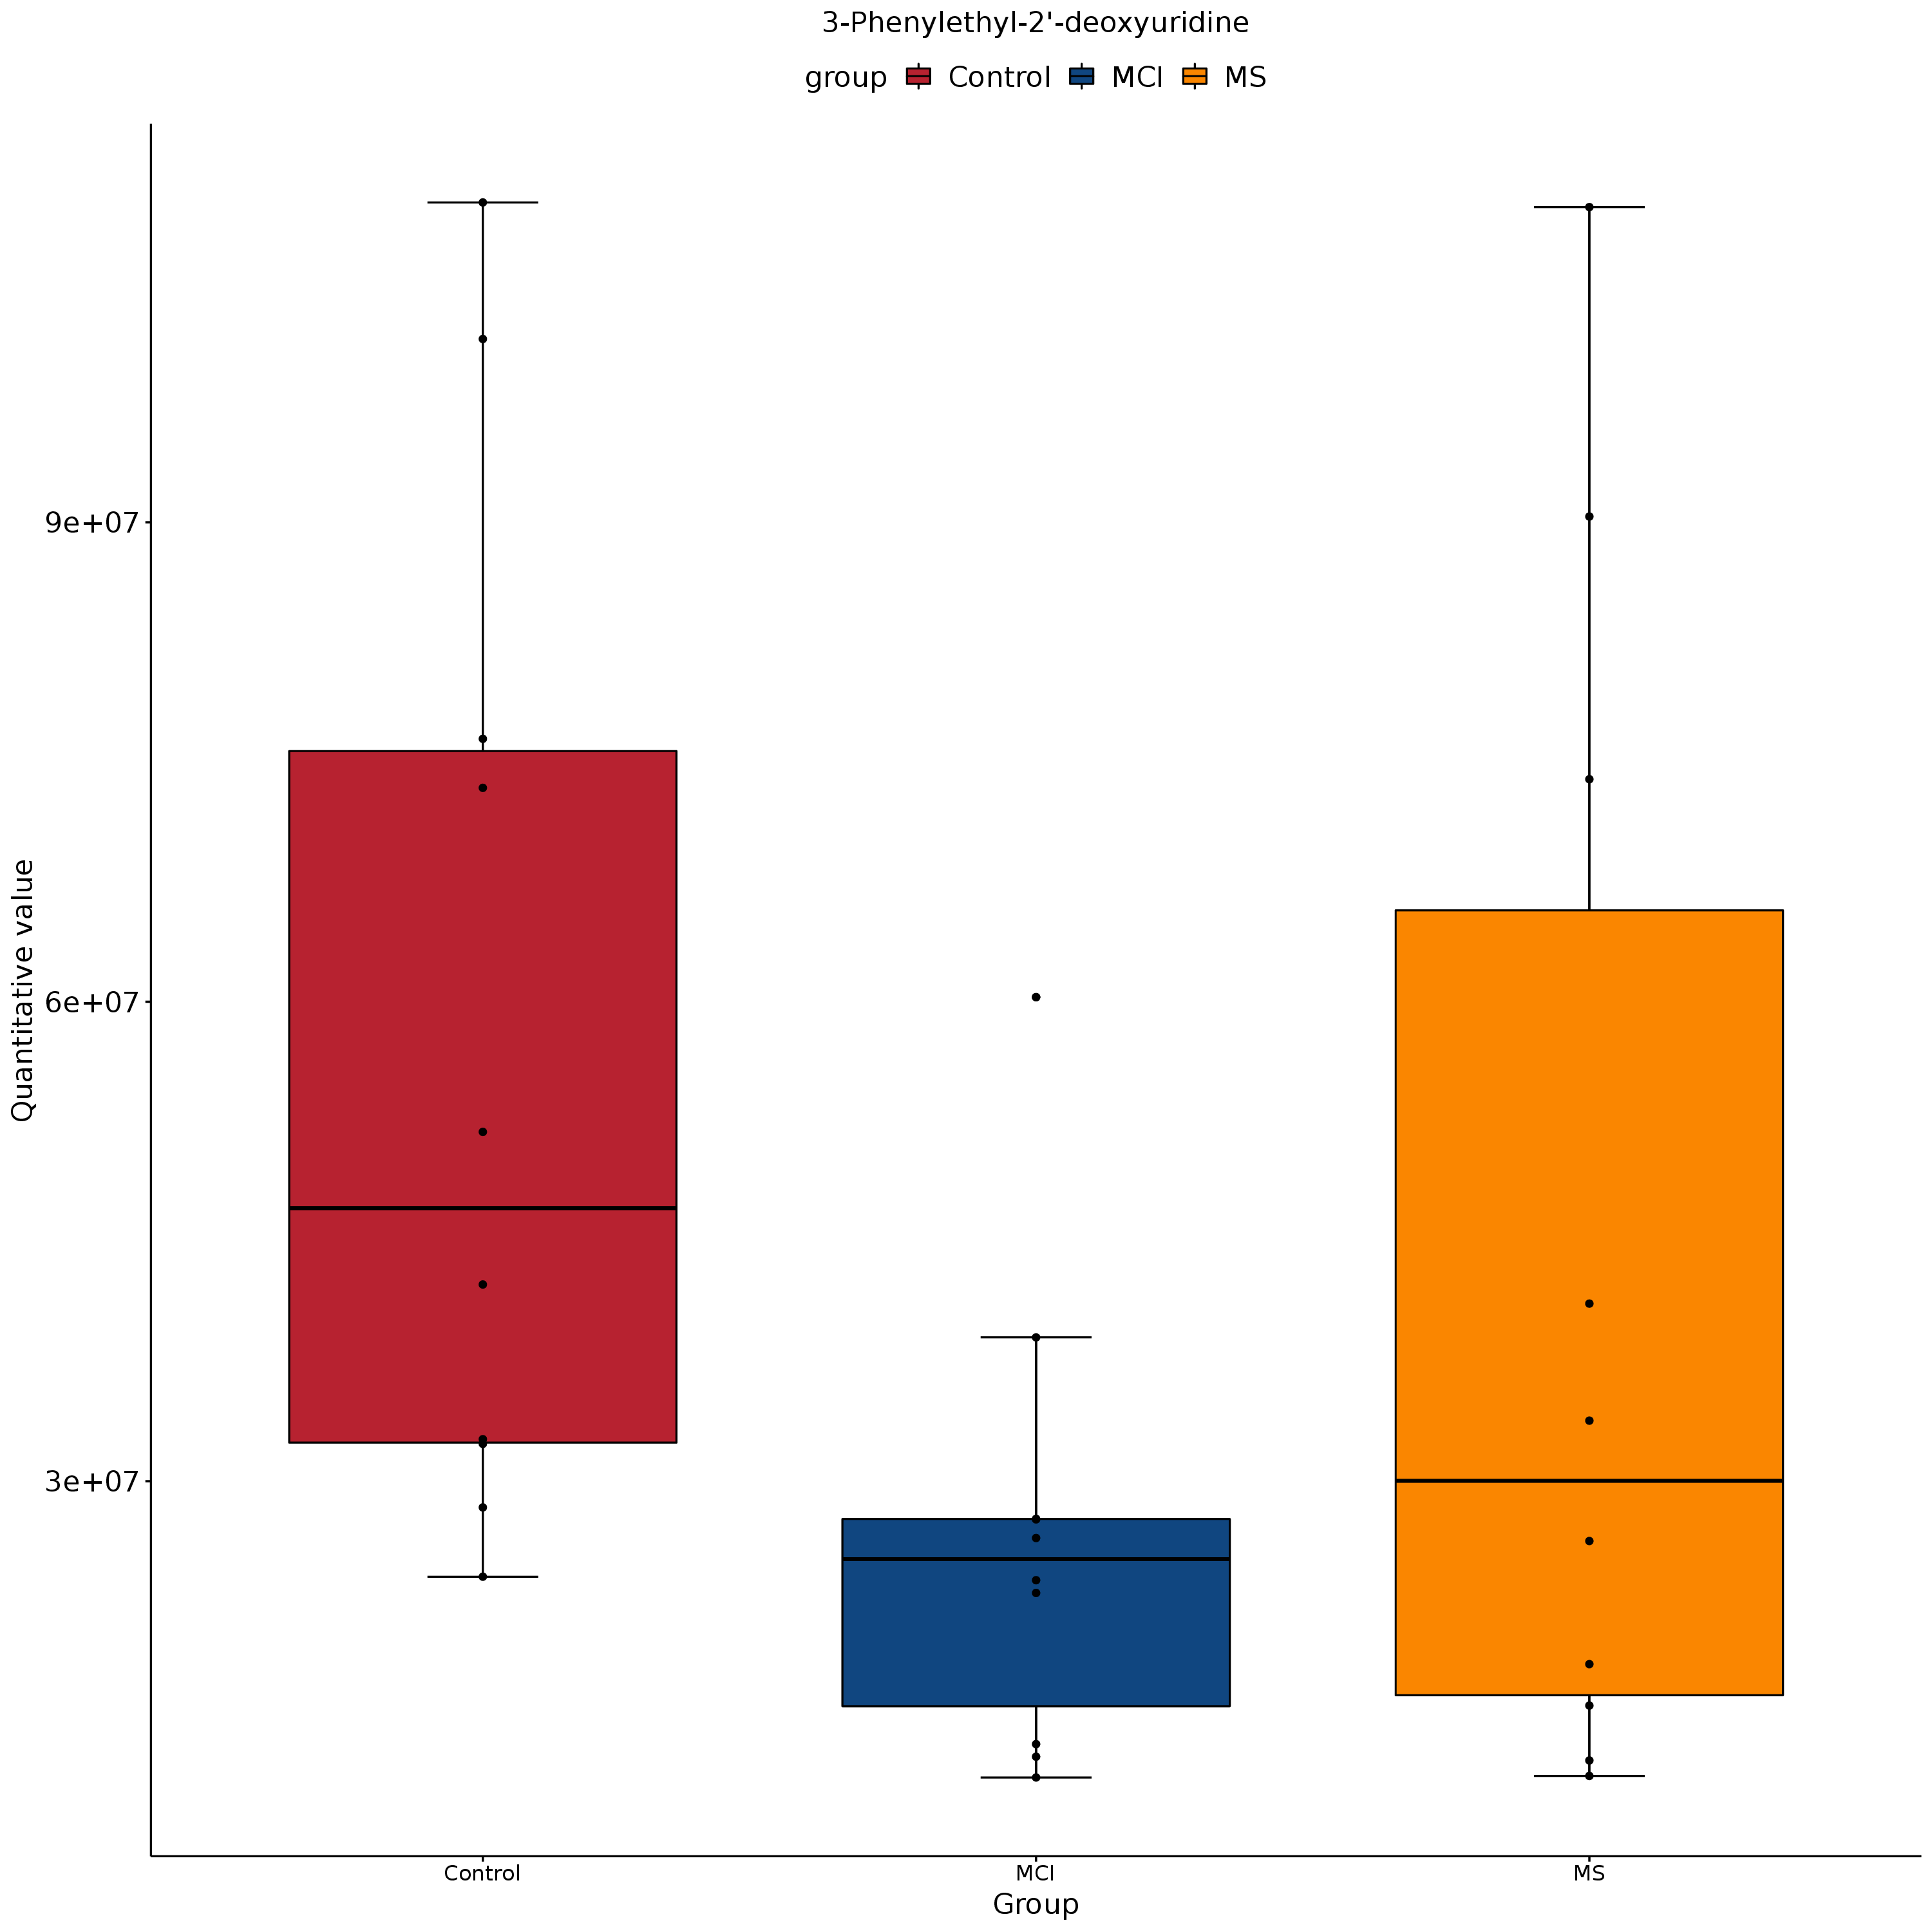 3-Phenylethyl-2'-deoxyuridine
group Control MCI MS
Quantitative value
9e+07
6e+07
3e+07
Control MCI MS
Group